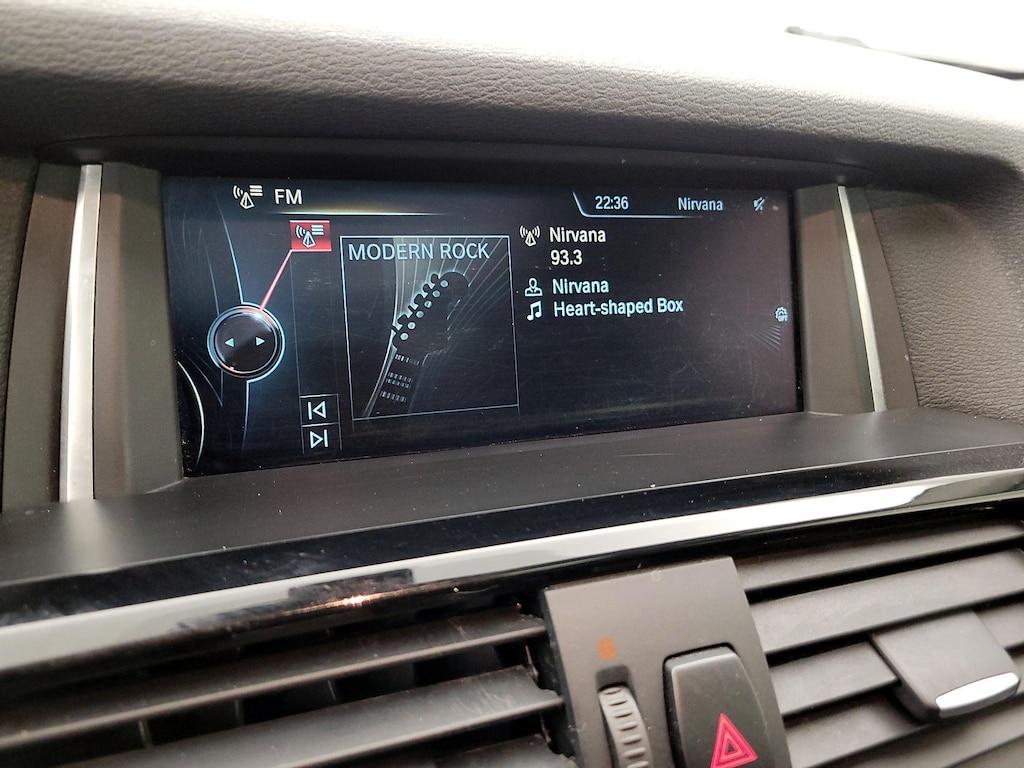 FM
22:36 Nirvana
MODERN ROCK
Nirvana
93.3
Nirvana
Heart-shaped Box